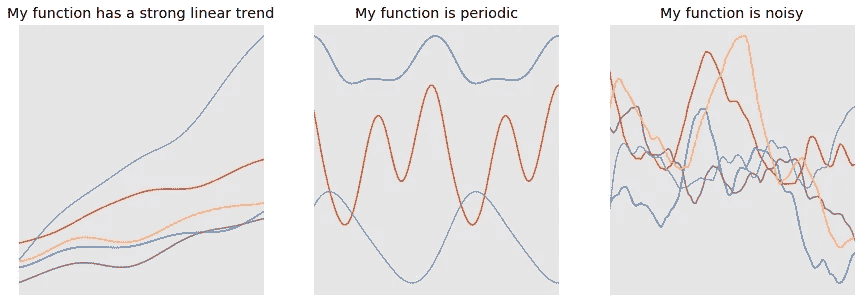 My function has a strong linear trend
My function is periodic
My function is noisy